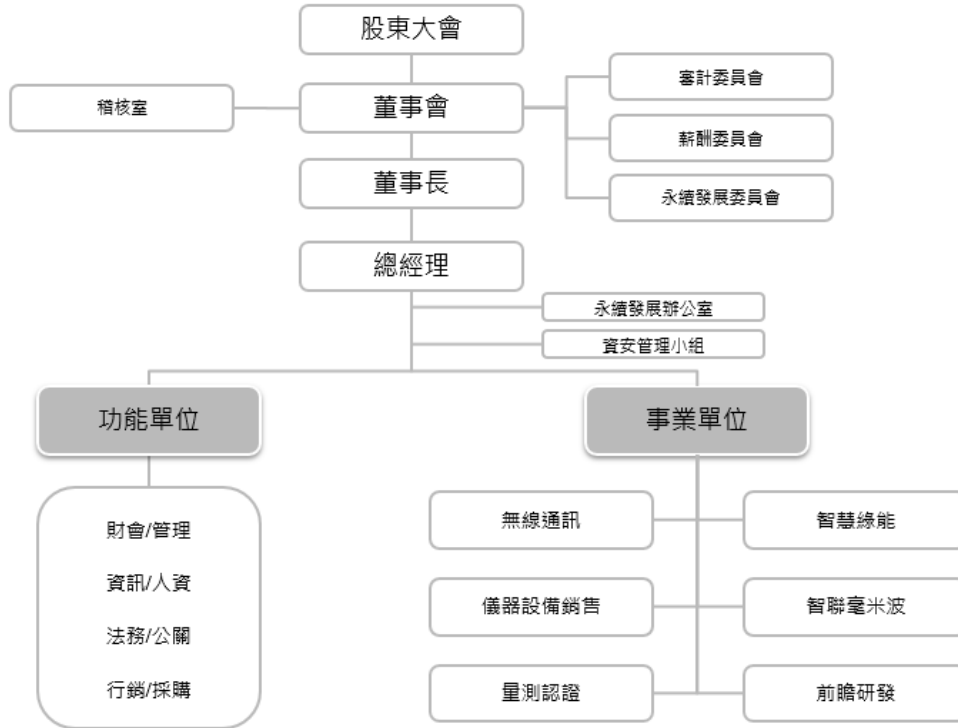 股東大會
稽核室
董事會
審計委員會
薪酬委員會
永續發展委員會
董事長
總經理
永續發展辦公室
資安管理小組
功能單位
事業單位
財會/管理
資訊/人資
法務/公關
行銷/採購
無線通訊
智慧綠能
儀器設備銷售
智聯毫米波
量測認證
前瞻研發